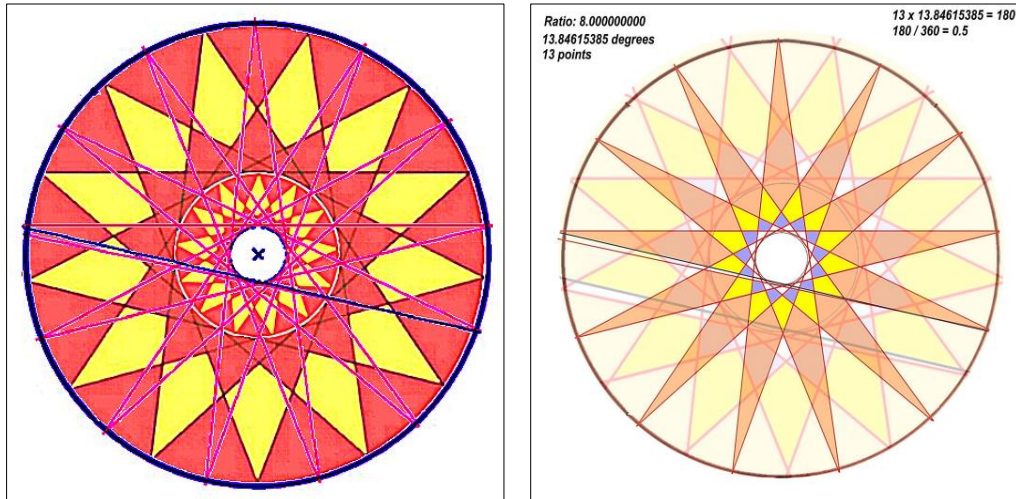 Ratio: 8.000000000
13.84615385 degrees
13 points
13 x 13.84615385 = 180
180 / 360 = 0.5